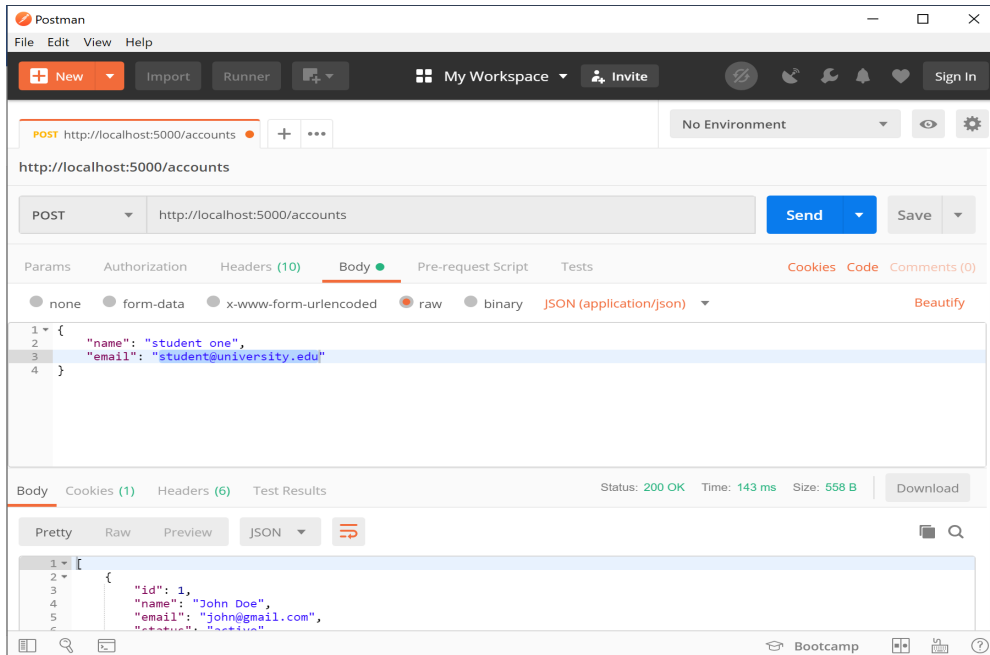 Postman
File Edit View Help
New Import Runner My Workspace Invite Sign In
POST http://localhost:5000/accounts No Environment
http://localhost:5000/accounts
POST http://localhost:5000/accounts Send Save
Params Authorization Headers (10) Body Pre-request Script Tests Cookies Code Comments (0)
none form-data x-www-form-urlencoded raw binary JSON (application/json) Beautify
1 {
2 "name": "student one",
3 "email": "student@university.edu"
4 }
Body Cookies (1) Headers (6) Test Results Status: 200 OK Time: 143 ms Size: 558 B Download
Pretty Raw Preview JSON
1 [
2 {
3 "id": 1,
4 "name": "John Doe",
5 "email": "john@gmail.com",
6 "status": "active"
Bootcamp